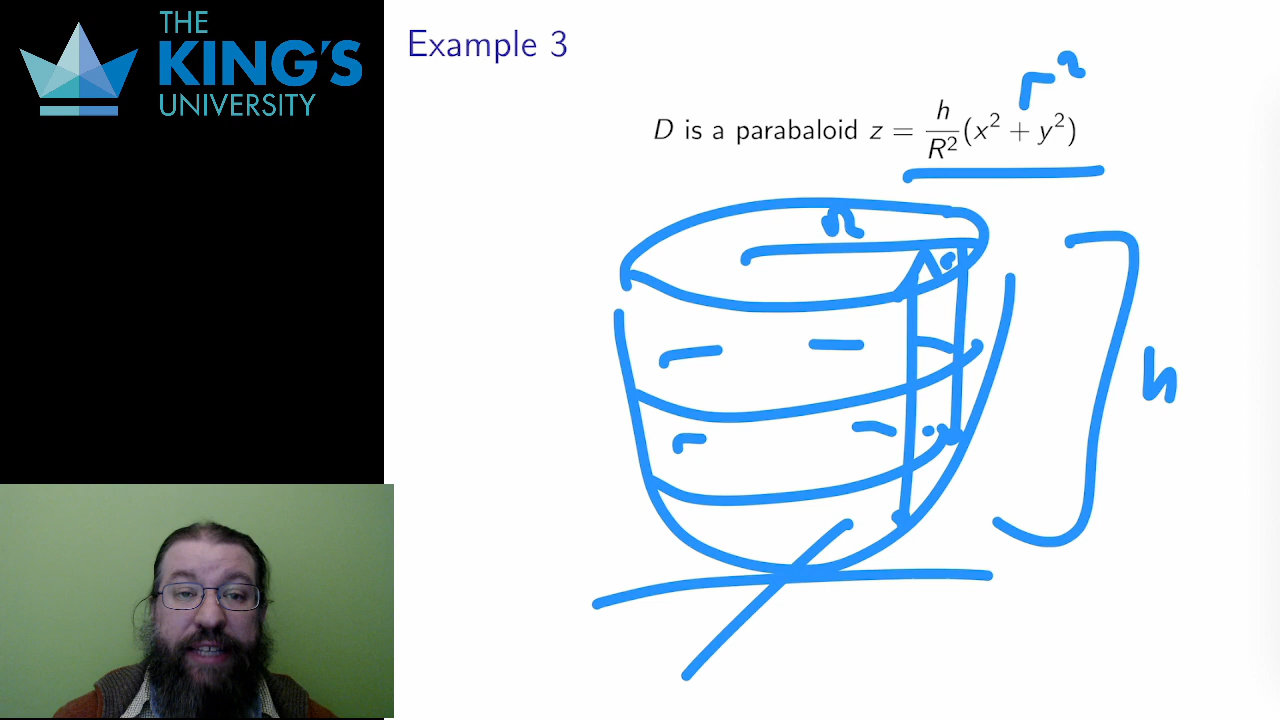 THE
KING'S
UNIVERSITY
Example 3
r²
D is a parabaloid z = h/R² (x² + y²)
h